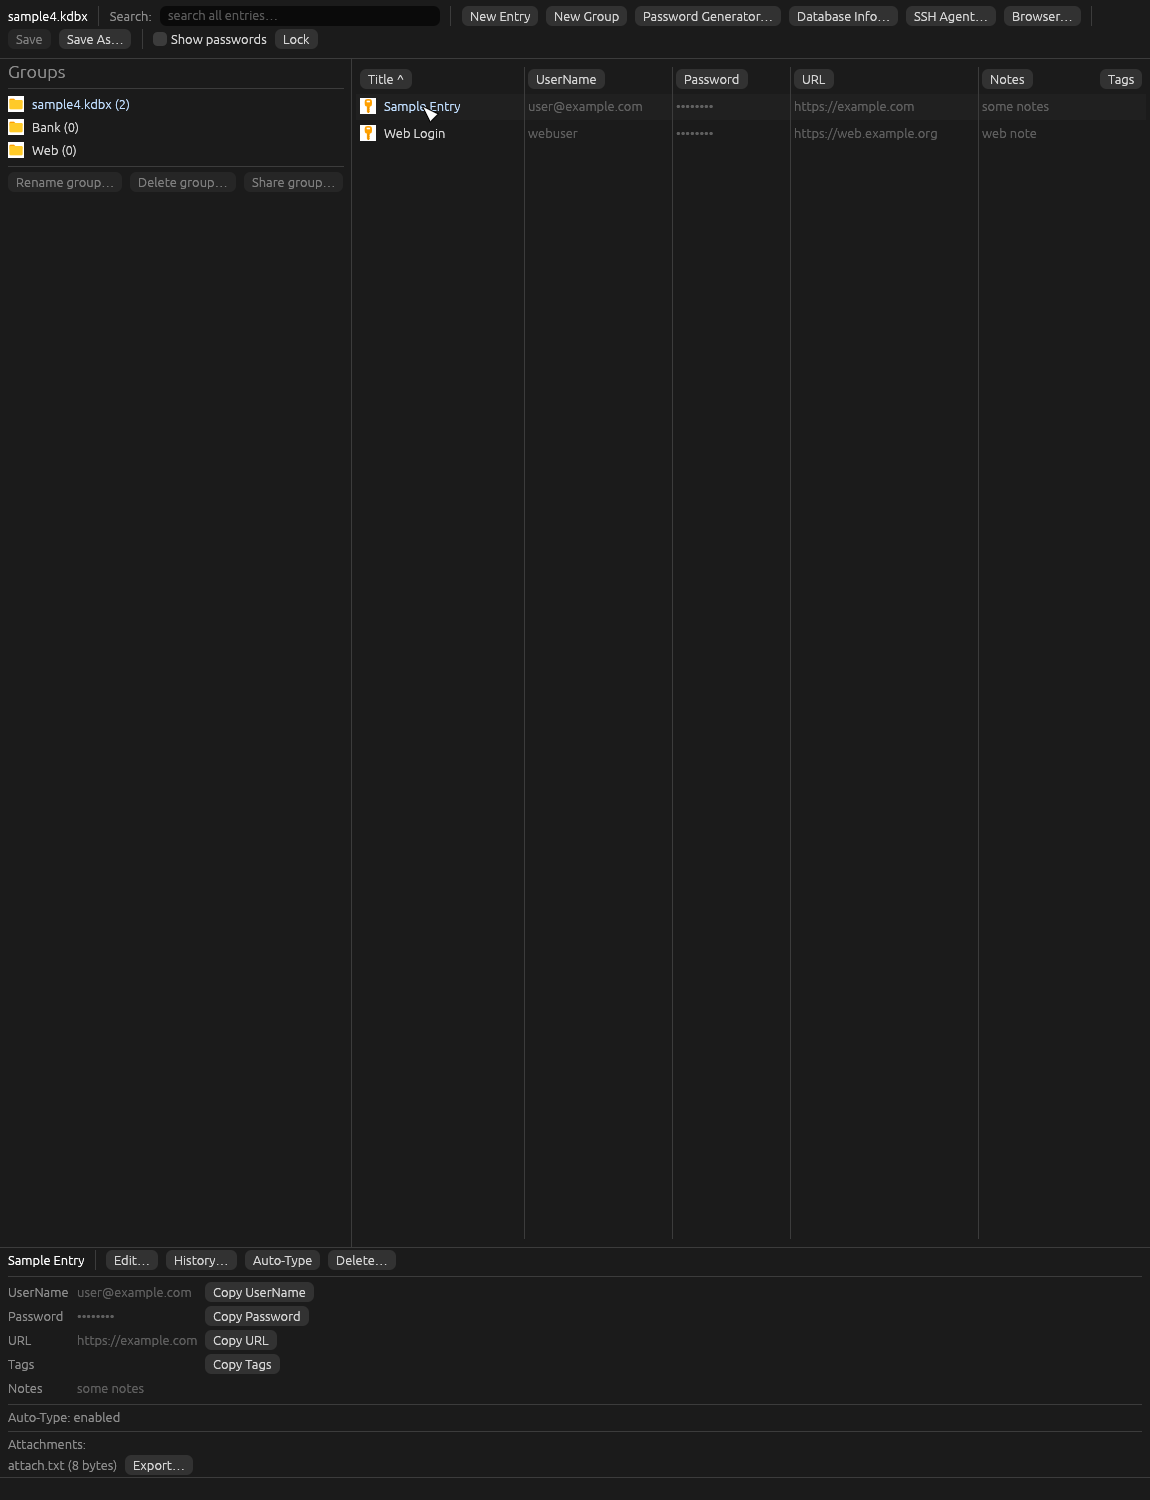 sample4.kdbx Search: search all entries… New Entry New Group Password Generator… Database Info… SSH Agent… Browser…
Save Save As… Show passwords Lock
Groups
sample4.kdbx (2)
Bank (0)
Web (0)
Rename group… Delete group… Share group…
Title ^ UserName Password URL Notes Tags
Sample Entry user@example.com •••••••• https://example.com some notes
Web Login webuser •••••••• https://web.example.org web note
Sample Entry Edit… History… Auto-Type Delete…
UserName user@example.com Copy UserName
Password •••••••• Copy Password
URL https://example.com Copy URL
Tags Copy Tags
Notes some notes
Auto-Type: enabled
Attachments:
attach.txt (8 bytes) Export…